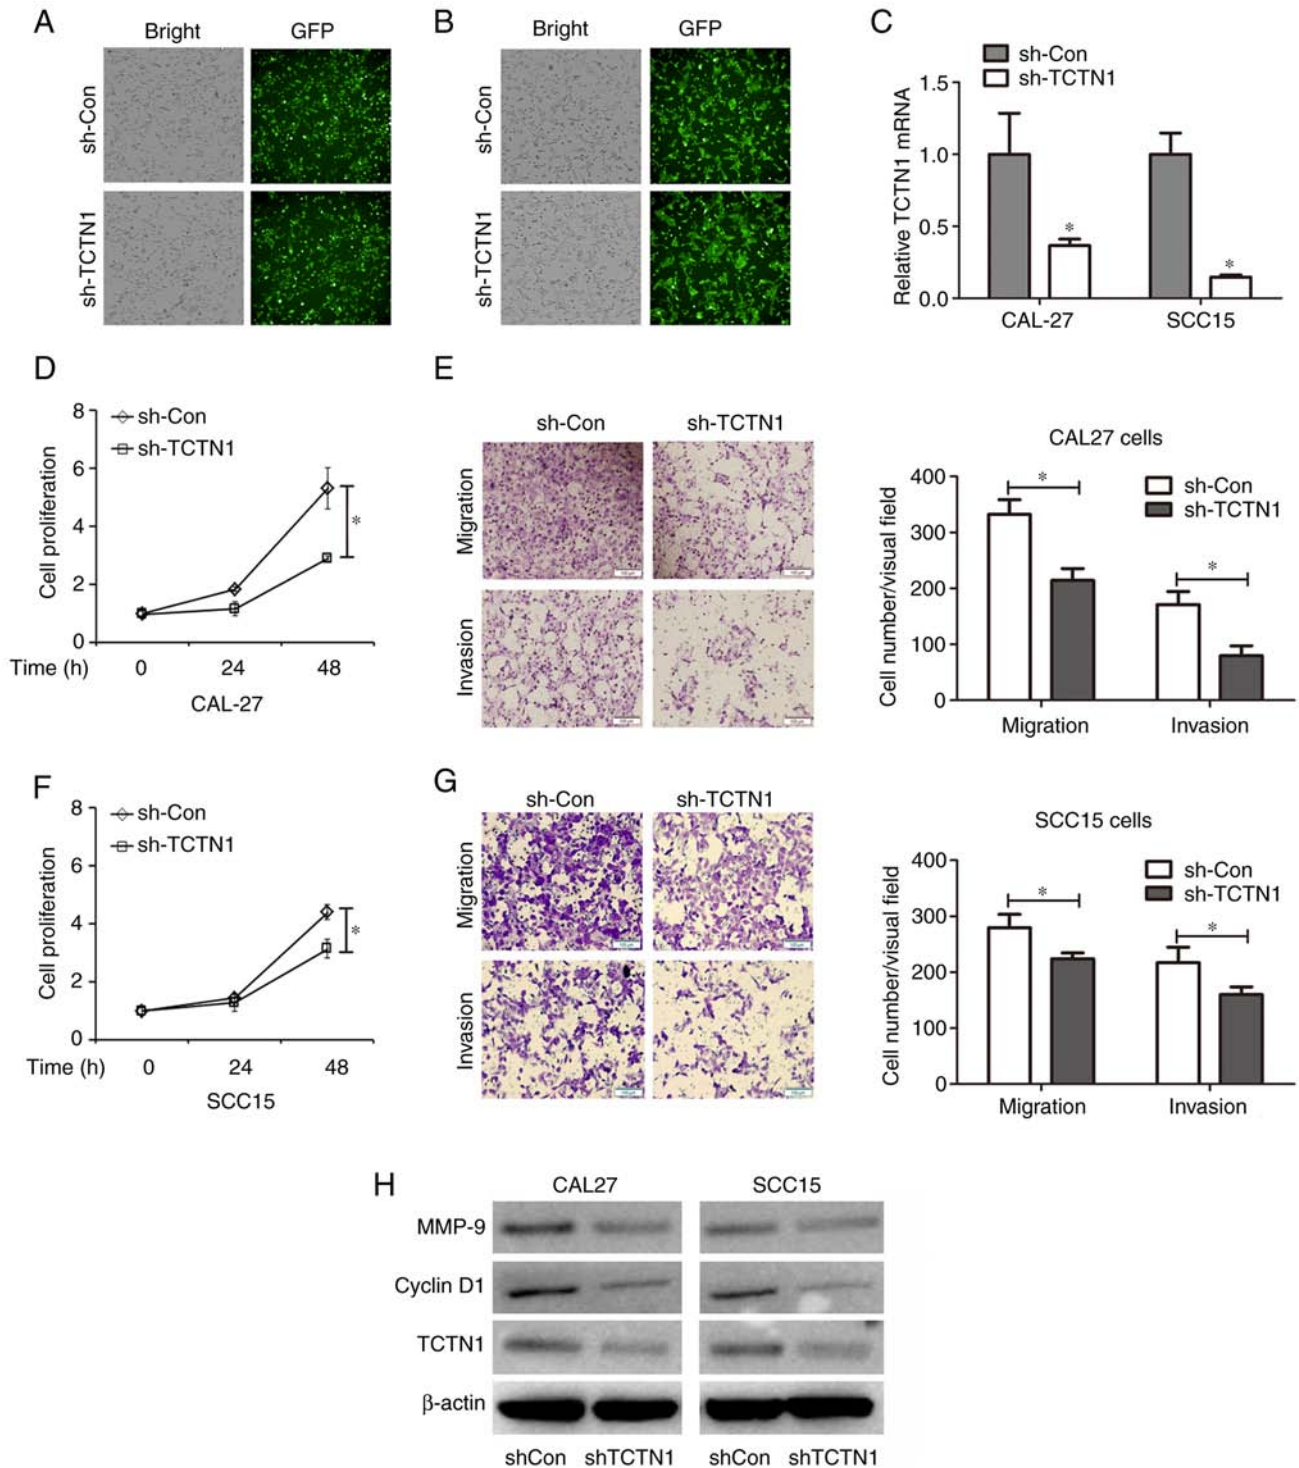 A
Bright
GFP
sh-Con
sh-TCTN1
B
Bright
GFP
sh-Con
sh-TCTN1
C
sh-Con
sh-TCTN1
Relative TCTN1 mRNA
1.5
1.0
0.5
0.0
*
*
CAL-27
SCC15
D
sh-Con
sh-TCTN1
Cell proliferation
8
6
4
2
0
*
Time (h)
0
24
48
CAL-27
E
sh-Con
sh-TCTN1
Migration
Invasion
CAL27 cells
sh-Con
sh-TCTN1
Cell number/visual field
400
300
200
100
0
*
*
Migration
Invasion
F
sh-Con
sh-TCTN1
Cell proliferation
8
6
4
2
0
*
Time (h)
0
24
48
SCC15
G
sh-Con
sh-TCTN1
Migration
Invasion
SCC15 cells
sh-Con
sh-TCTN1
Cell number/visual field
400
300
200
100
0
*
*
Migration
Invasion
H
CAL27
SCC15
MMP-9
Cyclin D1
TCTN1
β-actin
shCon
shTCTN1
shCon
shTCTN1